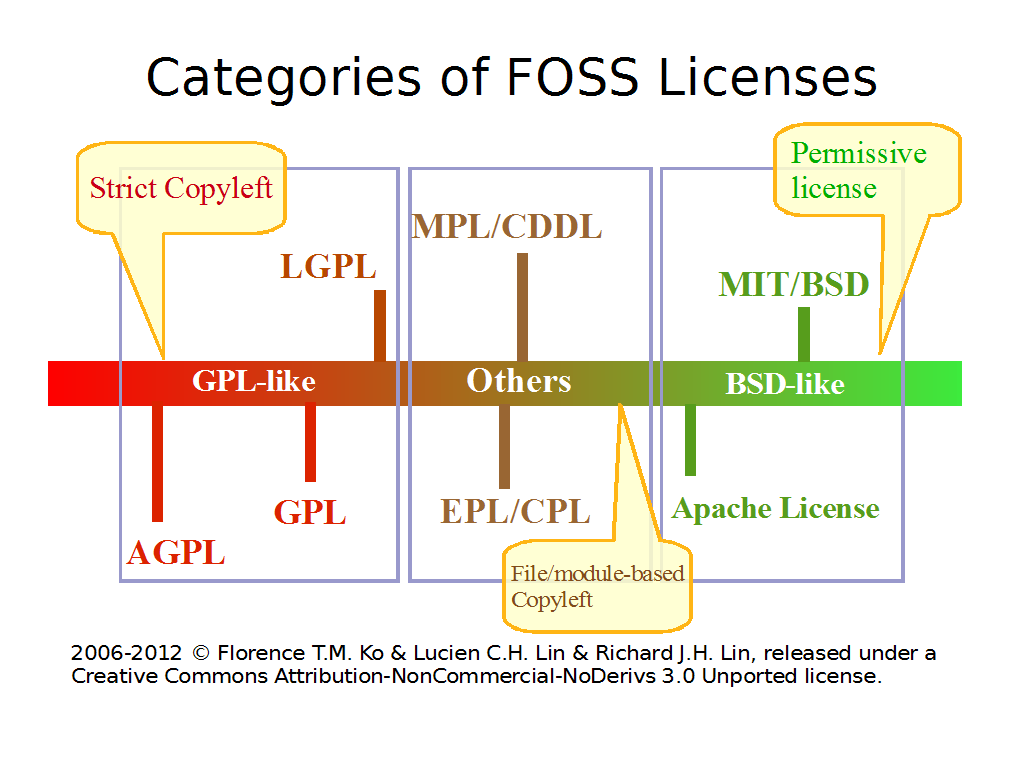 Categories of FOSS Licenses
Permissive
license
Strict Copyleft
MPL/CDDL
LGPL
MIT/BSD
GPL-like
Others
BSD-like
GPL
EPL/CPL
Apache License
AGPL
File/module-based
Copyleft
2006-2012 © Florence T.M. Ko & Lucien C.H. Lin & Richard J.H. Lin, released under a
Creative Commons Attribution-NonCommercial-NoDerivs 3.0 Unported license.